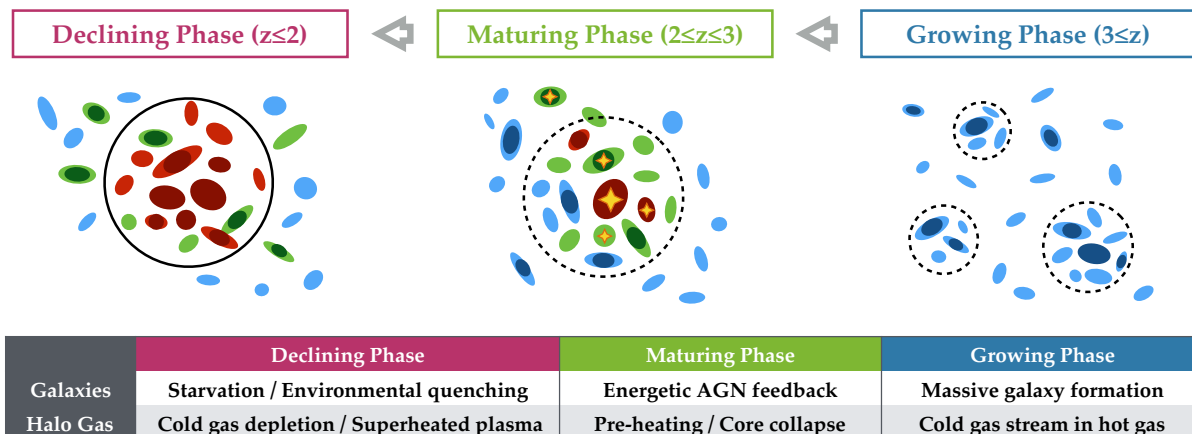 Declining Phase (z≤2)
Maturing Phase (2≤z≤3)
Growing Phase (3≤z)
Declining Phase Maturing Phase Growing Phase
Galaxies Starvation / Environmental quenching Energetic AGN feedback Massive galaxy formation
Halo Gas Cold gas depletion / Superheated plasma Pre-heating / Core collapse Cold gas stream in hot gas